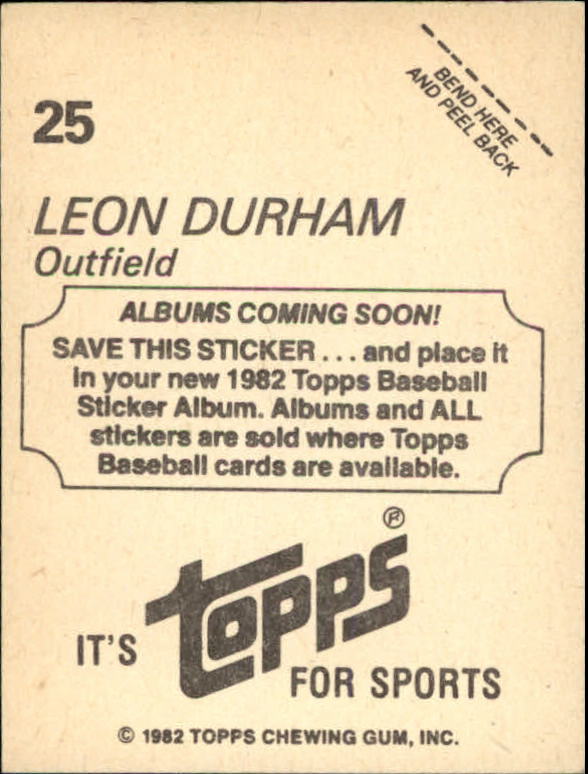 BEND HERE
AND PEEL BACK
25
LEON DURHAM
Outfield
ALBUMS COMING SOON!
SAVE THIS STICKER ... and place it
in your new 1982 Topps Baseball
Sticker Album. Albums and ALL
stickers are sold where Topps
Baseball cards are available.
®
IT'S topps
FOR SPORTS
© 1982 TOPPS CHEWING GUM, INC.